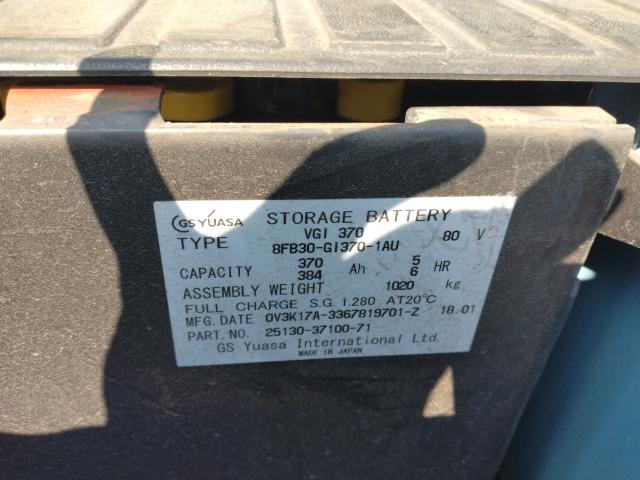 GS YUASA STORAGE BATTERY
TYPE VGI 370 80 V
8FB30-GI370-1AU
CAPACITY 370 Ah 5 HR
384 6
ASSEMBLY WEIGHT 1020 kg
FULL CHARGE S.G. 1.280 AT20°C
MFG. DATE 0V3K17A-3367819701-Z 18.01
PART. NO. 25130-37100-71
GS Yuasa International Ltd.
MADE IN JAPAN